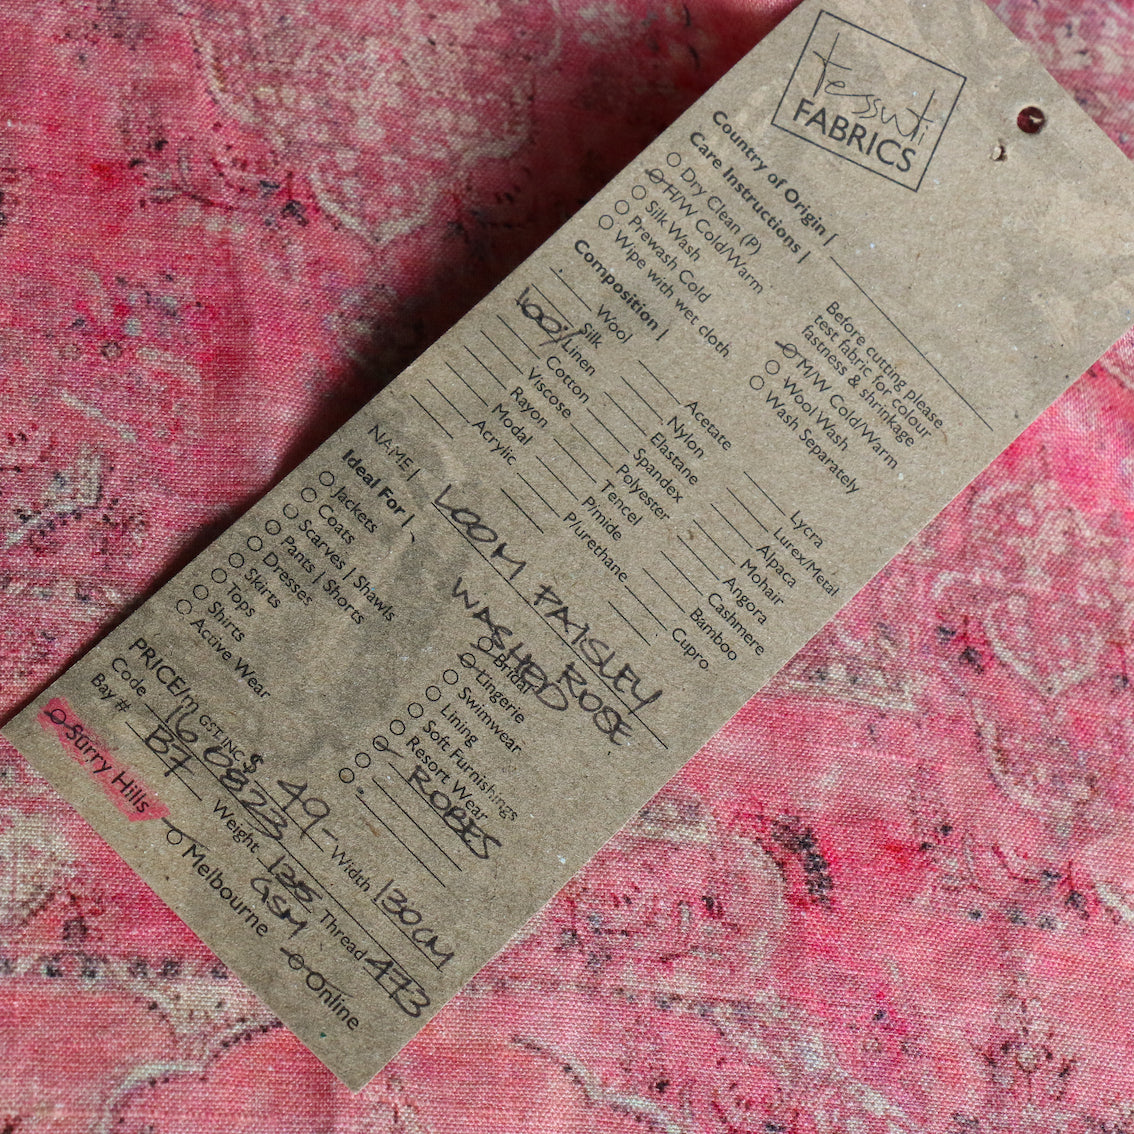 tessuti
FABRICS
Country of Origin |
Care Instructions |
Dry Clean (P)
H/W Cold/Warm
Silk Wash
Prewash Cold
Wipe with wet cloth
Before cutting please
test fabric for colour
fastness & shrinkage
M/W Cold/Warm
Wool Wash
Wash Separately
Composition |
Wool
Silk
100% Linen
Cotton
Viscose
Rayon
Modal
Acrylic
Acetate
Nylon
Elastane
Spandex
Polyester
Tencel
P/mide
P/urethane
Lycra
Lurex/Metal
Alpaca
Mohair
Angora
Cashmere
Bamboo
Cupro
NAME | LOOM PAISLEY
WASHED ROSE
Ideal For |
Jackets
Coats
Scarves | Shawls
Pants | Shorts
Dresses
Skirts
Tops
Shirts
Active Wear
Bridal
Lingerie
Swimwear
Lining
Soft Furnishings
Resort Wear
ROBES
PRICE/m GST.INC $ 49-
Code 160823 Width 130CM
Bay # B7 Weight 135 GSM Thread 473
Surry Hills Melbourne Online